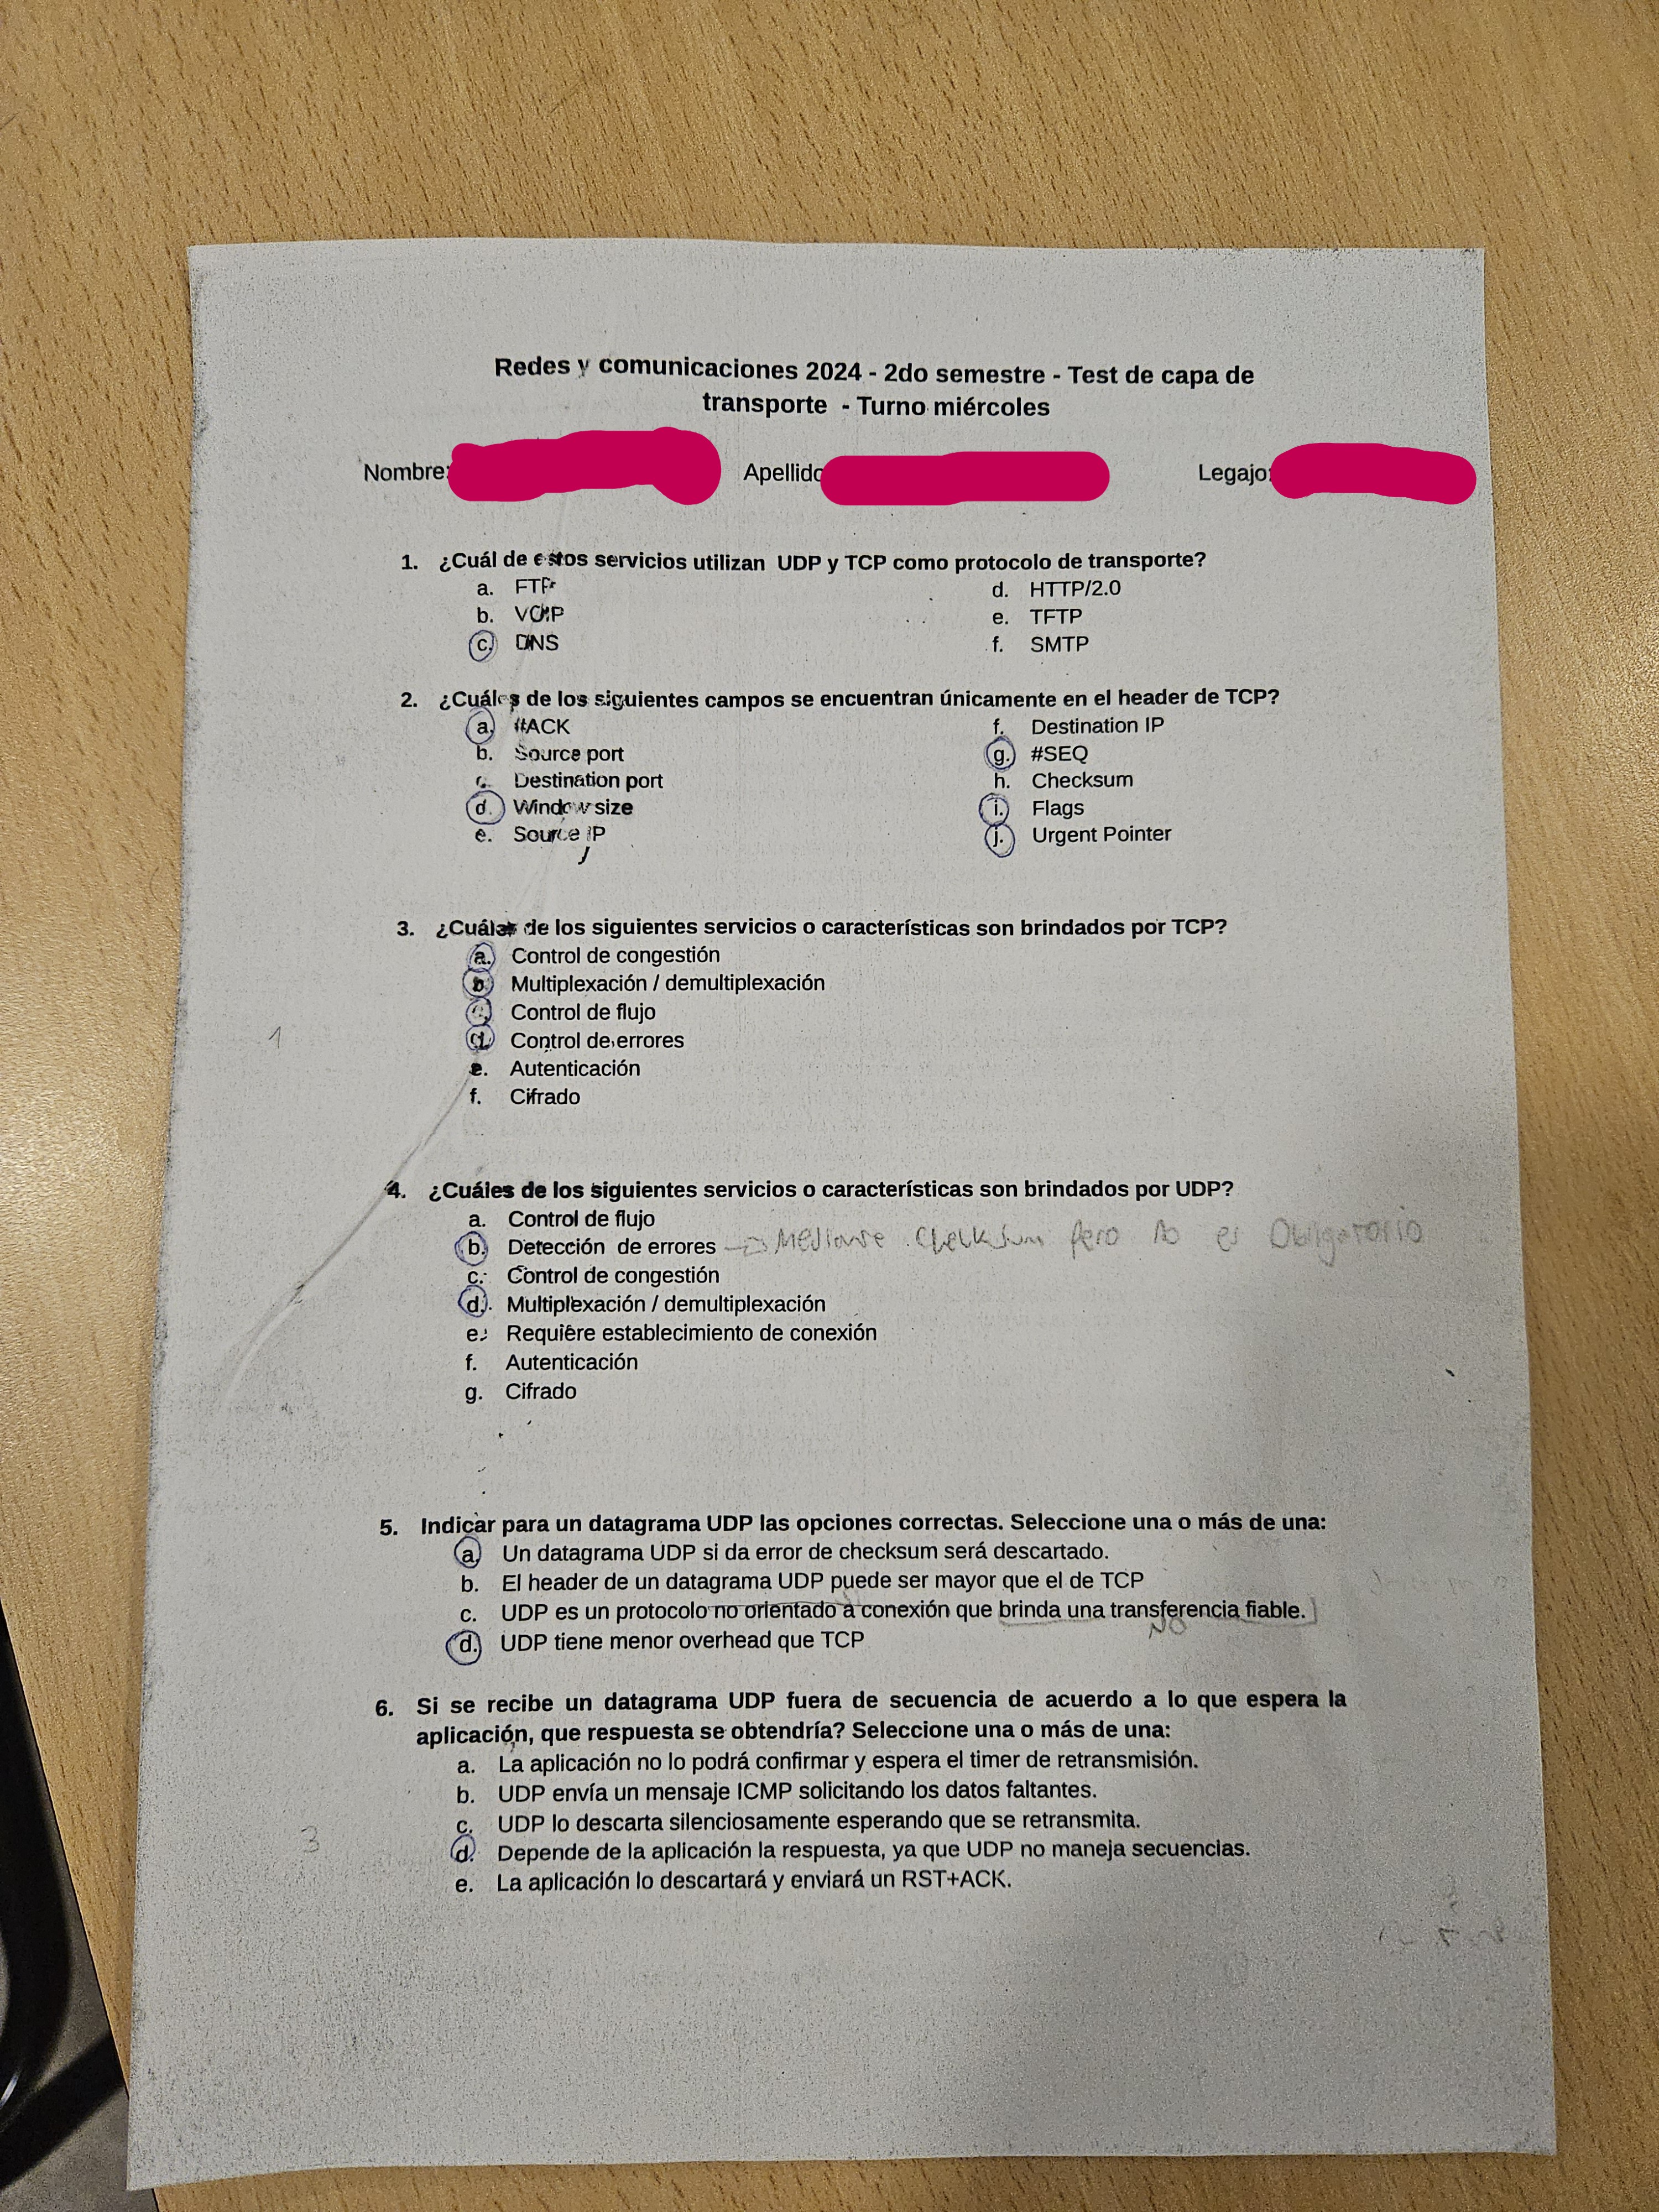 Redes y comunicaciones 2024 - 2do semestre - Test de capa de
transporte - Turno miércoles
Nombre: Apellido Legajo:
1. ¿Cuál de estos servicios utilizan UDP y TCP como protocolo de transporte?
a. FTP
b. VOIP
c. DNS
d. HTTP/2.0
e. TFTP
f. SMTP
2. ¿Cuáles de los siguientes campos se encuentran únicamente en el header de TCP?
a. #ACK
b. Source port
c. Destination port
d. Window size
e. Source IP
f. Destination IP
g. #SEQ
h. Checksum
i. Flags
j. Urgent Pointer
3. ¿Cuáles de los siguientes servicios o características son brindados por TCP?
a. Control de congestión
b. Multiplexación / demultiplexación
c. Control de flujo
1
d. Control de errores
e. Autenticación
f. Cifrado
4. ¿Cuáles de los siguientes servicios o características son brindados por UDP?
a. Control de flujo
b. Detección de errores → Mediante checksum pero no es Obligatorio
c. Control de congestión
d. Multiplexación / demultiplexación
e. Requiere establecimiento de conexión
f. Autenticación
g. Cifrado
5. Indicar para un datagrama UDP las opciones correctas. Seleccione una o más de una:
a. Un datagrama UDP si da error de checksum será descartado.
b. El header de un datagrama UDP puede ser mayor que el de TCP
c. UDP es un protocolo no orientado a conexión que brinda una transferencia fiable.
NO
d. UDP tiene menor overhead que TCP
6. Si se recibe un datagrama UDP fuera de secuencia de acuerdo a lo que espera la
aplicación, que respuesta se obtendría? Seleccione una o más de una:
a. La aplicación no lo podrá confirmar y espera el timer de retransmisión.
b. UDP envía un mensaje ICMP solicitando los datos faltantes.
c. UDP lo descarta silenciosamente esperando que se retransmita.
3
d. Depende de la aplicación la respuesta, ya que UDP no maneja secuencias.
e. La aplicación lo descartará y enviará un RST+ACK.